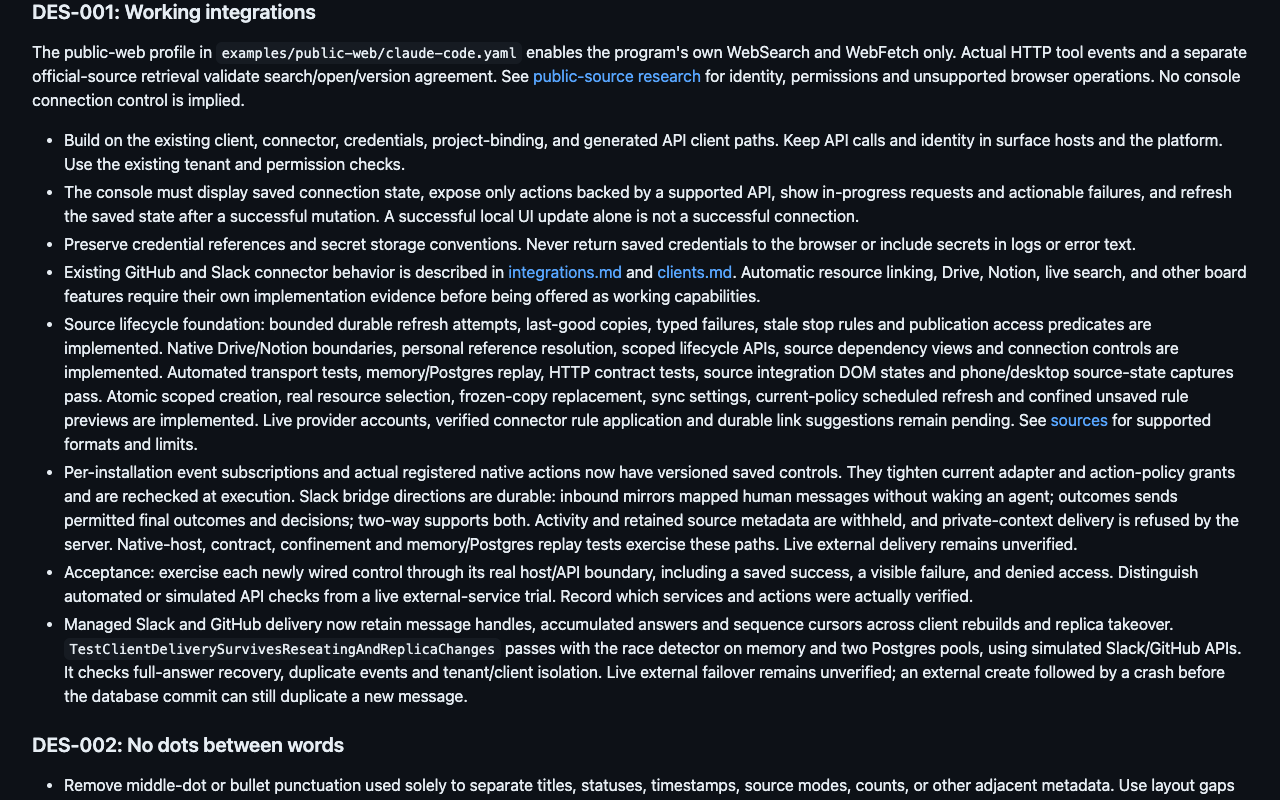 DES-001: Working integrations
The public-web profile in examples/public-web/claude-code.yaml enables the program's own WebSearch and WebFetch only. Actual HTTP tool events and a separate
official-source retrieval validate search/open/version agreement. See public-source research for identity, permissions and unsupported browser operations. No console
connection control is implied.
• Build on the existing client, connector, credentials, project-binding, and generated API client paths. Keep API calls and identity in surface hosts and the platform.
Use the existing tenant and permission checks.
• The console must display saved connection state, expose only actions backed by a supported API, show in-progress requests and actionable failures, and refresh
the saved state after a successful mutation. A successful local UI update alone is not a successful connection.
• Preserve credential references and secret storage conventions. Never return saved credentials to the browser or include secrets in logs or error text.
• Existing GitHub and Slack connector behavior is described in integrations.md and clients.md. Automatic resource linking, Drive, Notion, live search, and other board
features require their own implementation evidence before being offered as working capabilities.
• Source lifecycle foundation: bounded durable refresh attempts, last-good copies, typed failures, stale stop rules and publication access predicates are
implemented. Native Drive/Notion boundaries, personal reference resolution, scoped lifecycle APIs, source dependency views and connection controls are
implemented. Automated transport tests, memory/Postgres replay, HTTP contract tests, source integration DOM states and phone/desktop source-state captures
pass. Atomic scoped creation, real resource selection, frozen-copy replacement, sync settings, current-policy scheduled refresh and confined unsaved rule
previews are implemented. Live provider accounts, verified connector rule application and durable link suggestions remain pending. See sources for supported
formats and limits.
• Per-installation event subscriptions and actual registered native actions now have versioned saved controls. They tighten current adapter and action-policy grants
and are rechecked at execution. Slack bridge directions are durable: inbound mirrors mapped human messages without waking an agent; outcomes sends
permitted final outcomes and decisions; two-way supports both. Activity and retained source metadata are withheld, and private-context delivery is refused by the
server. Native-host, contract, confinement and memory/Postgres replay tests exercise these paths. Live external delivery remains unverified.
• Acceptance: exercise each newly wired control through its real host/API boundary, including a saved success, a visible failure, and denied access. Distinguish
automated or simulated API checks from a live external-service trial. Record which services and actions were actually verified.
• Managed Slack and GitHub delivery now retain message handles, accumulated answers and sequence cursors across client rebuilds and replica takeover.
TestClientDeliverySurvivesReseatingAndReplicaChanges passes with the race detector on memory and two Postgres pools, using simulated Slack/GitHub APIs.
It checks full-answer recovery, duplicate events and tenant/client isolation. Live external failover remains unverified; an external create followed by a crash before
the database commit can still duplicate a new message.
DES-002: No dots between words
• Remove middle-dot or bullet punctuation used solely to separate titles, statuses, timestamps, source modes, counts, or other adjacent metadata. Use layout gaps